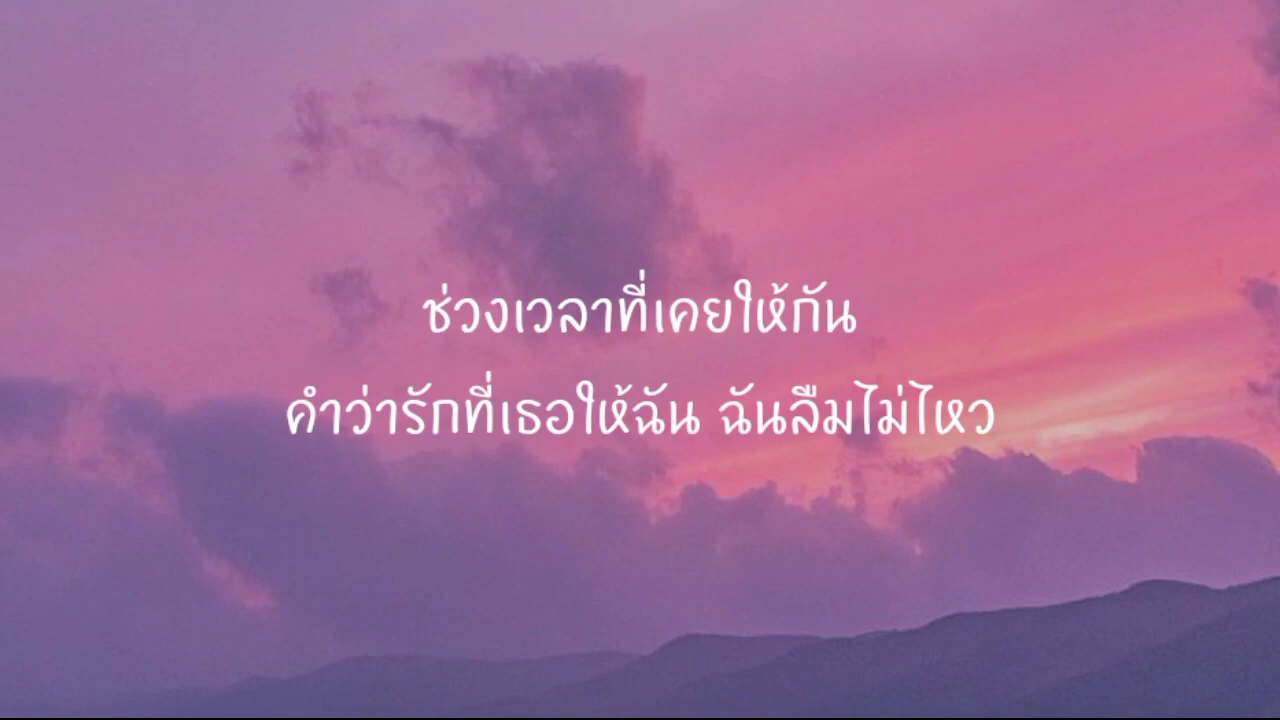 ช่วงเวลาที่เคยให้กัน
คำว่ารักที่เธอให้ฉัน ฉันลืมไม่ไหว